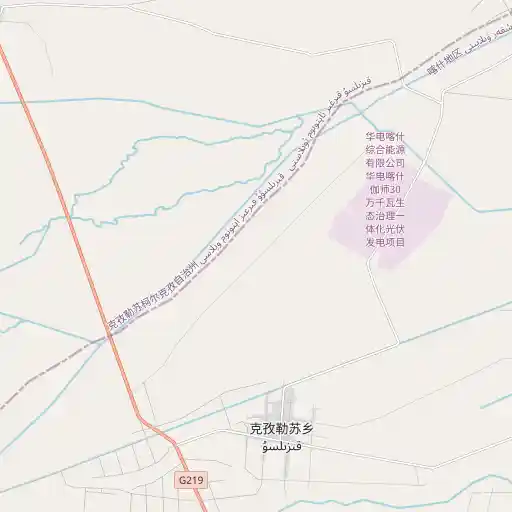 喀什地区
华电喀什
综合能源
有限公司
华电喀什
伽师30
万千瓦生
态治理一
体化光伏
发电项目
克孜勒苏柯尔克孜自治州
克孜勒苏乡
قىزىلسۇ
G219